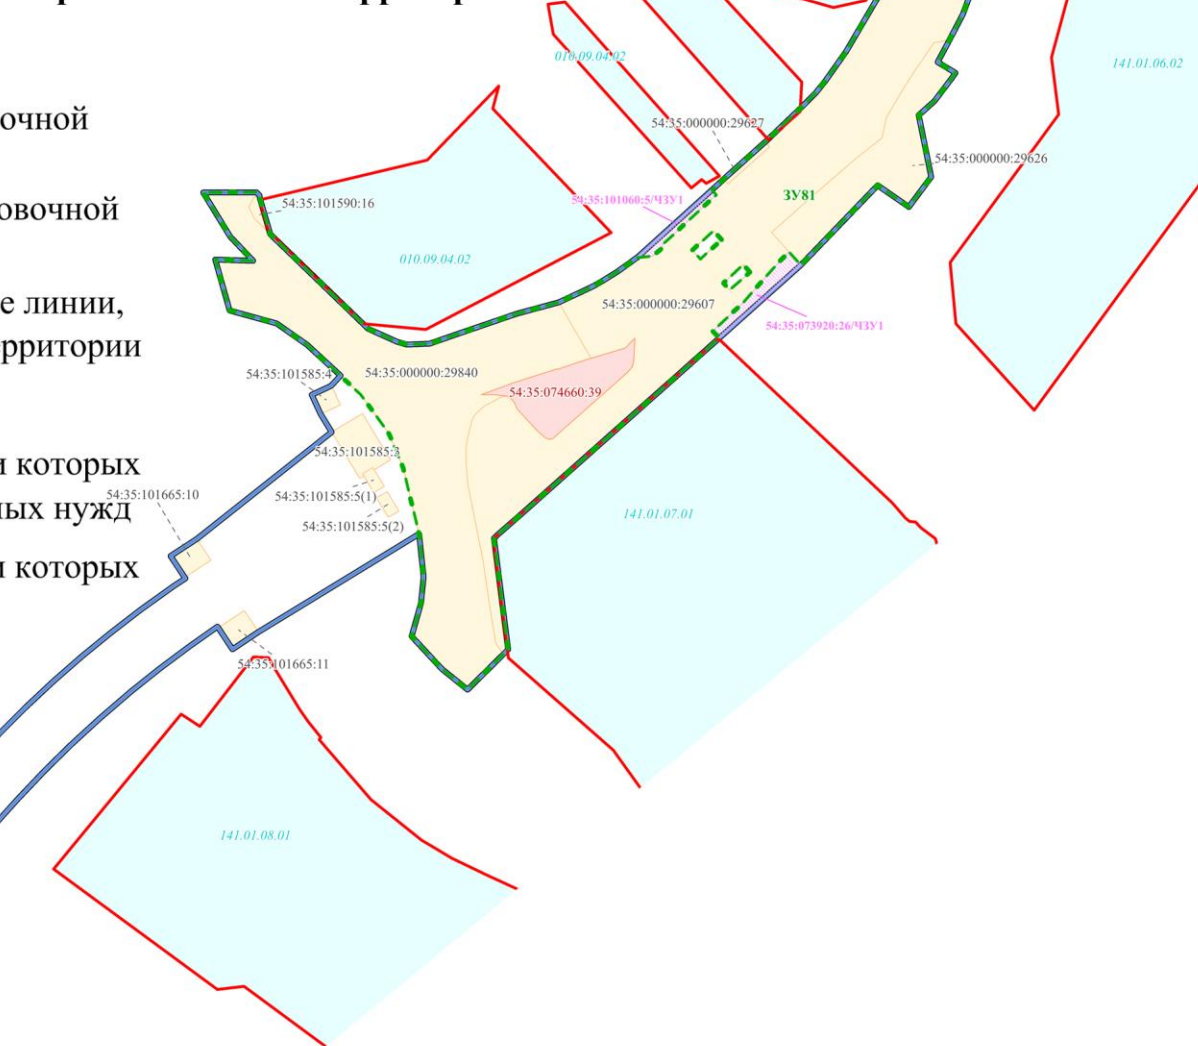 очной
010.09.04.02
141.01.06.02
54:35:000000:29627
54:35:000000:29626
54:35:101590:16
54:35:101060:5/ЧЗУ1
ЗУ81
овочной
010.09.04.02
е линии,
54:35:000000:29607
54:35:073920:26/ЧЗУ1
ерритории
54:35:101585:4
54:35:000000:29840
54:35:074660:39
54:35:101585:3
и которых
54:35:101665:10
54:35:101585:5(1)
ных нужд
54:35:101585:5(2)
141.01.07.01
и которых
54:35:101665:11
141.01.08.01